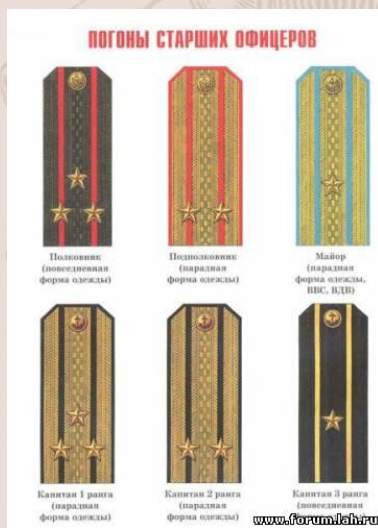 ПОГОНЫ СТАРШИХ ОФИЦЕРОВ
Полковник
(повседневная
форма одежды)
Подполковник
(парадная
форма одежды)
Майор
(парадная
форма одежды,
ВВС, ВДВ)
Капитан 1 ранга
(парадная
форма одежды)
Капитан 2 ранга
(парадная
форма одежды)
Капитан 3 ранга
(повседневная
форма одежды)
www.forum.lah.ru